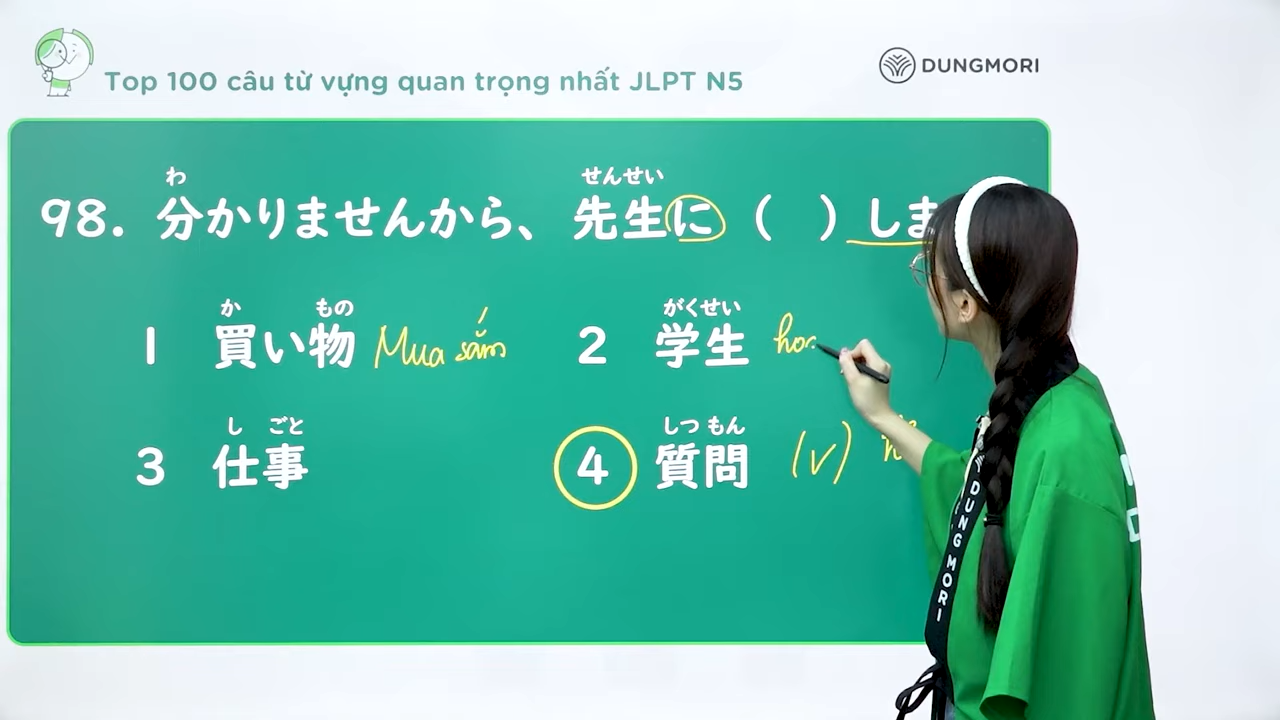 Top 100 câu từ vựng quan trọng nhất JLPT N5
DUNGMORI
わ せんせい
98. 分かりませんから、先生に ( ) しま
か もの がくせい
1 買い物 Mua sắm 2 学生
し ごと しつ もん
3 仕事 4 質問 (v)
DUNG MORI